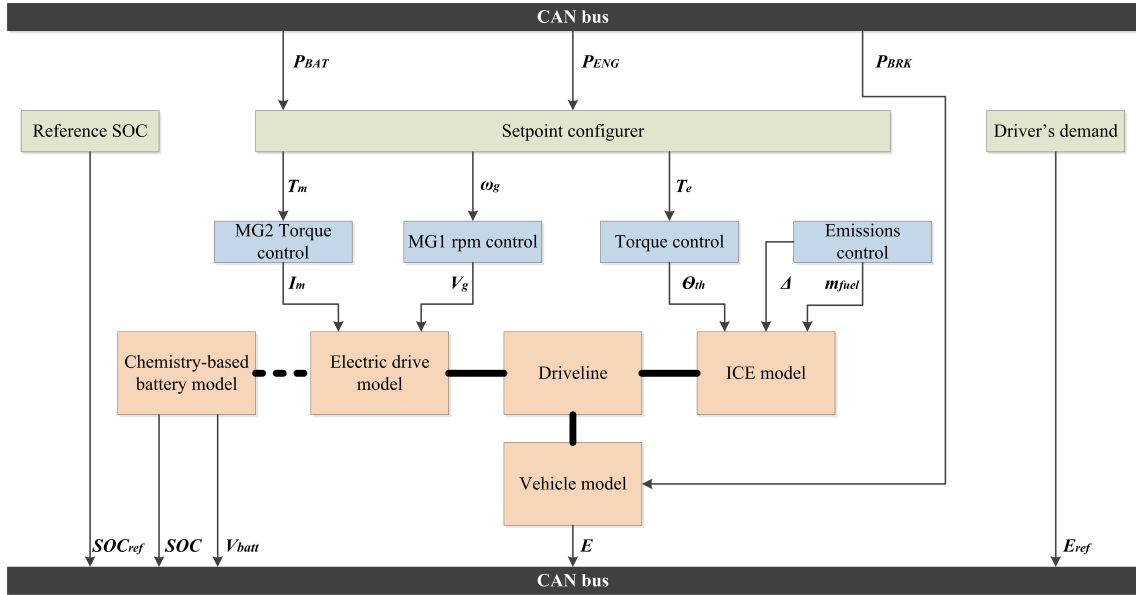 CAN bus
P_BAT
P_ENG
P_BRK
Reference SOC
Setpoint configurer
Driver's demand
T_m
ω_g
T_e
MG2 Torque
control
MG1 rpm control
Torque control
Emissions
control
I_m
V_g
Θ_th
Δ
m_fuel
Chemistry-based
battery model
Electric drive
model
Driveline
ICE model
Vehicle model
SOC_ref
SOC
V_batt
E
E_ref
CAN bus